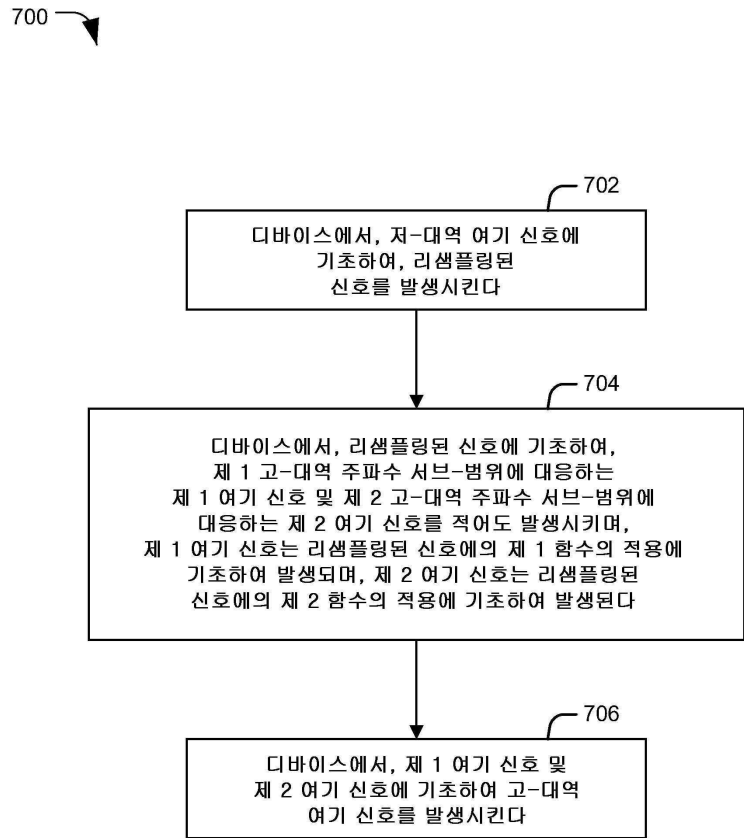 700
702
디바이스에서, 저-대역 여기 신호에
기초하여, 리샘플링된
신호를 발생시킨다
704
디바이스에서, 리샘플링된 신호에 기초하여,
제 1 고-대역 주파수 서브-범위에 대응하는
제 1 여기 신호 및 제 2 고-대역 주파수 서브-범위에
대응하는 제 2 여기 신호를 적어도 발생시키며,
제 1 여기 신호는 리샘플링된 신호에의 제 1 함수의 적용에
기초하여 발생되며, 제 2 여기 신호는 리샘플링된
신호에의 제 2 함수의 적용에 기초하여 발생된다
706
디바이스에서, 제 1 여기 신호 및
제 2 여기 신호에 기초하여 고-대역
여기 신호를 발생시킨다